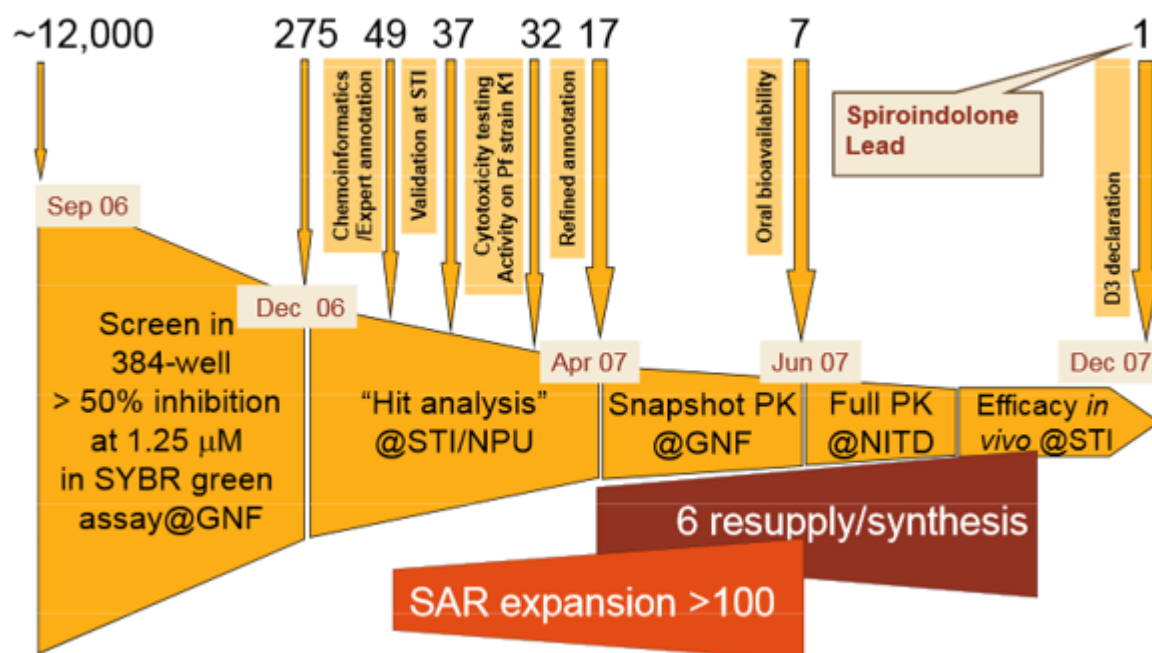 ~12,000
275
49
37
32
17
7
1
Chemoinformatics
/Expert annotation
Validation at STI
Cytotoxicity testing
Activity on Pf strain K1
Refined annotation
Oral bioavailability
Spiroindolone
Lead
D3 declaration
Sep 06
Dec 06
Apr 07
Jun 07
Dec 07
Screen in
384-well
> 50% inhibition
at 1.25 μM
in SYBR green
assay@GNF
“Hit analysis”
@STI/NPU
Snapshot PK
@GNF
Full PK
@NITD
Efficacy in
vivo @STI
6 resupply/synthesis
SAR expansion >100